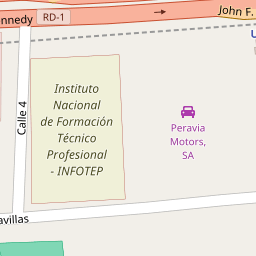 nnedy
RD-1
John F.
Calle 4
Instituto
Nacional
de Formación
Técnico
Profesional
- INFOTEP
Peravia
Motors,
SA
avillas